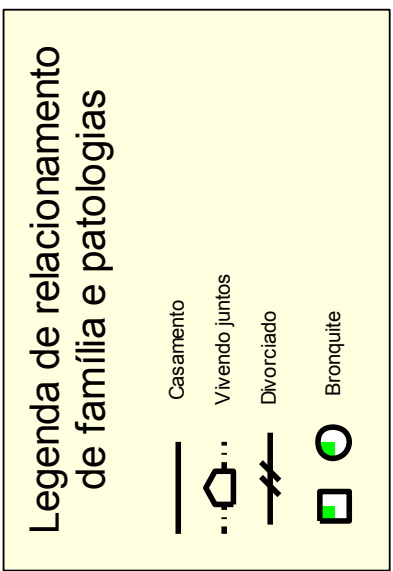 Legenda de relacionamento
de família e patologias
Casamento
Vivendo juntos
Divorciado
Bronquite